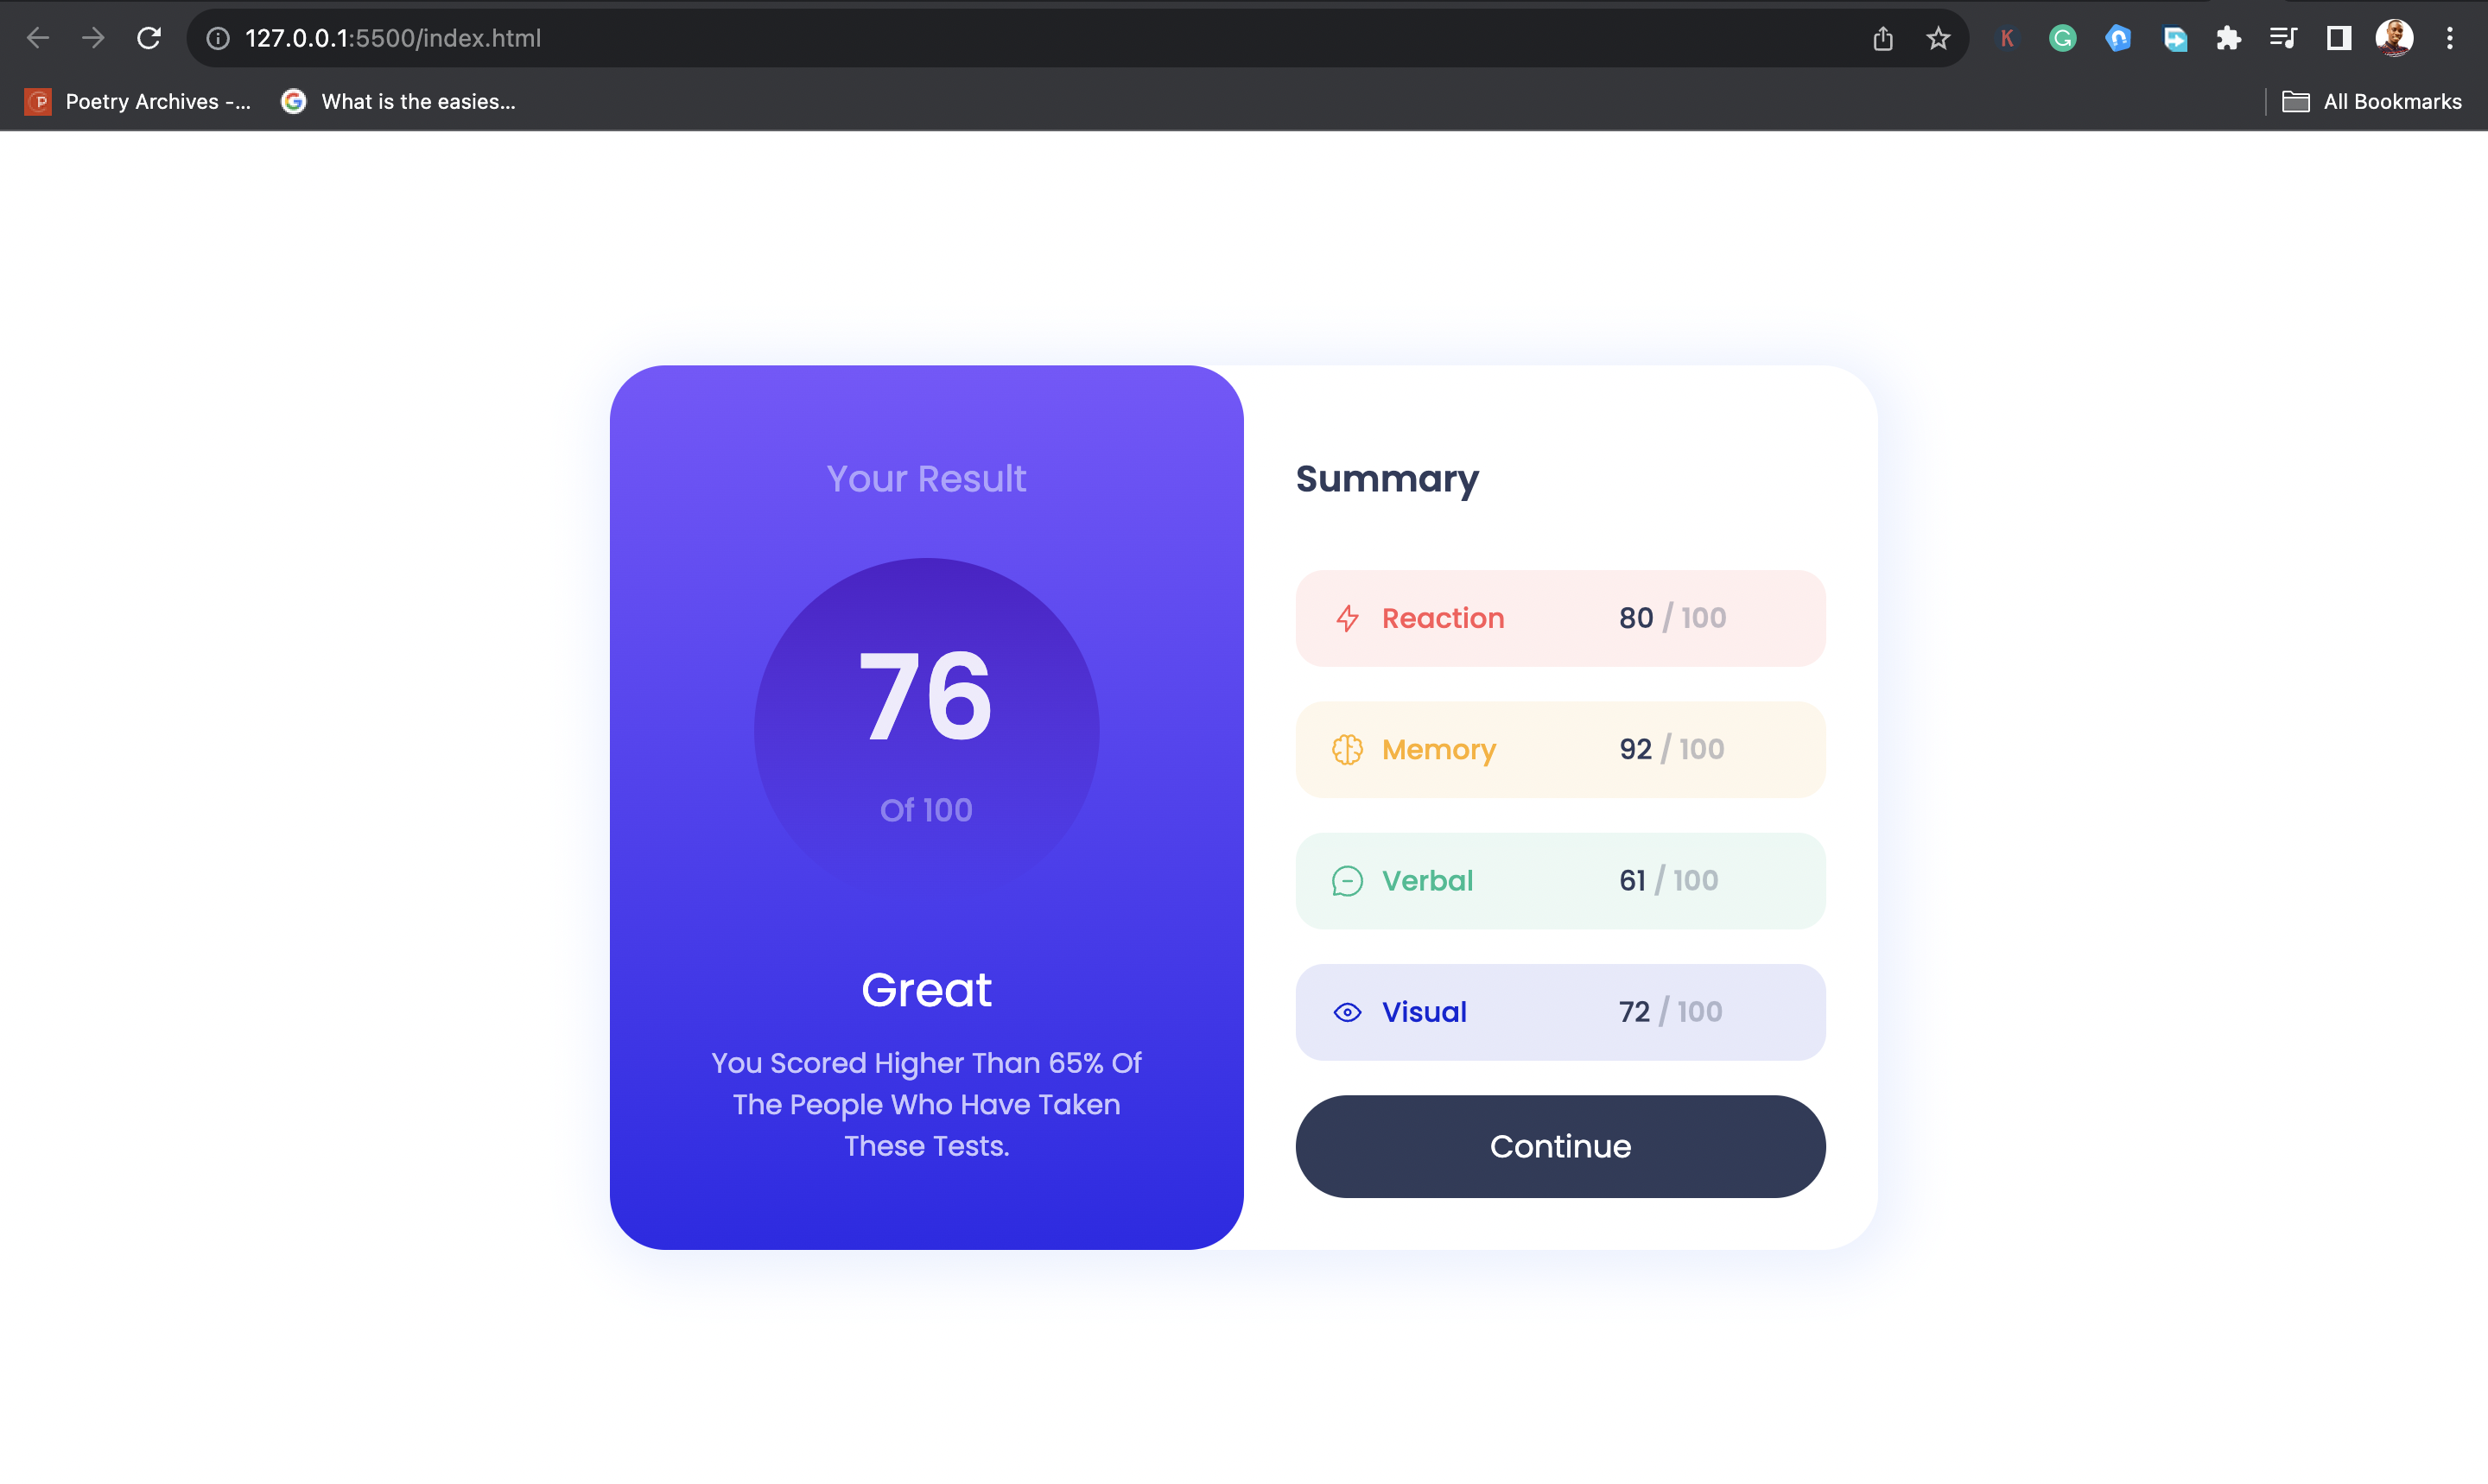 127.0.0.1:5500/index.html
K
Poetry Archives -...
What is the easies...
All Bookmarks
Your Result
76
Of 100
Great
You Scored Higher Than 65% Of
The People Who Have Taken
These Tests.
Summary
Reaction 80 / 100
Memory 92 / 100
Verbal 61 / 100
Visual 72 / 100
Continue